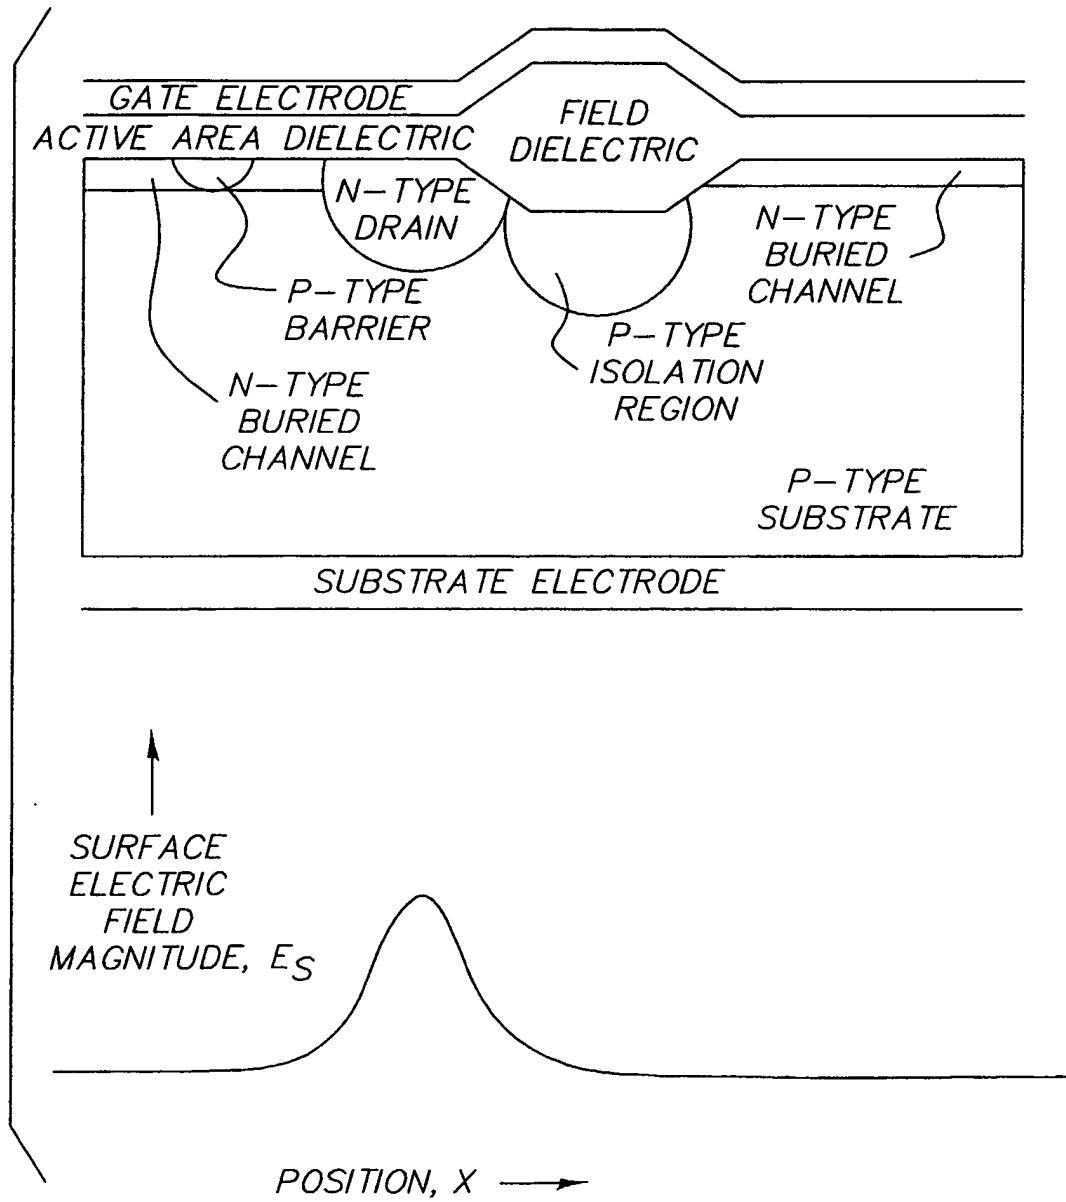 GATE ELECTRODE
ACTIVE AREA DIELECTRIC
FIELD
DIELECTRIC
N-TYPE
DRAIN
N-TYPE
BURIED
CHANNEL
P-TYPE
BARRIER
P-TYPE
ISOLATION
REGION
N-TYPE
BURIED
CHANNEL
P-TYPE
SUBSTRATE
SUBSTRATE ELECTRODE
SURFACE
ELECTRIC
FIELD
MAGNITUDE, ES
POSITION, X